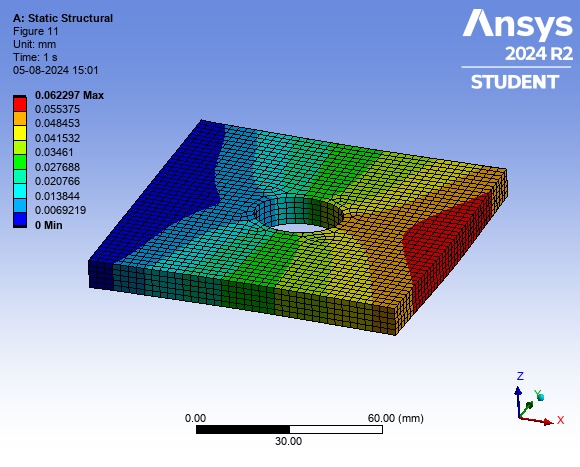 A: Static Structural
Figure 11
Unit: mm
Time: 1 s
05-08-2024 15:01
0.062297 Max
0.055375
0.048453
0.041532
0.03461
0.027688
0.020766
0.013844
0.0069219
0 Min
Ansys
2024 R2
STUDENT
0.00
60.00 (mm)
30.00
Z
Y
X